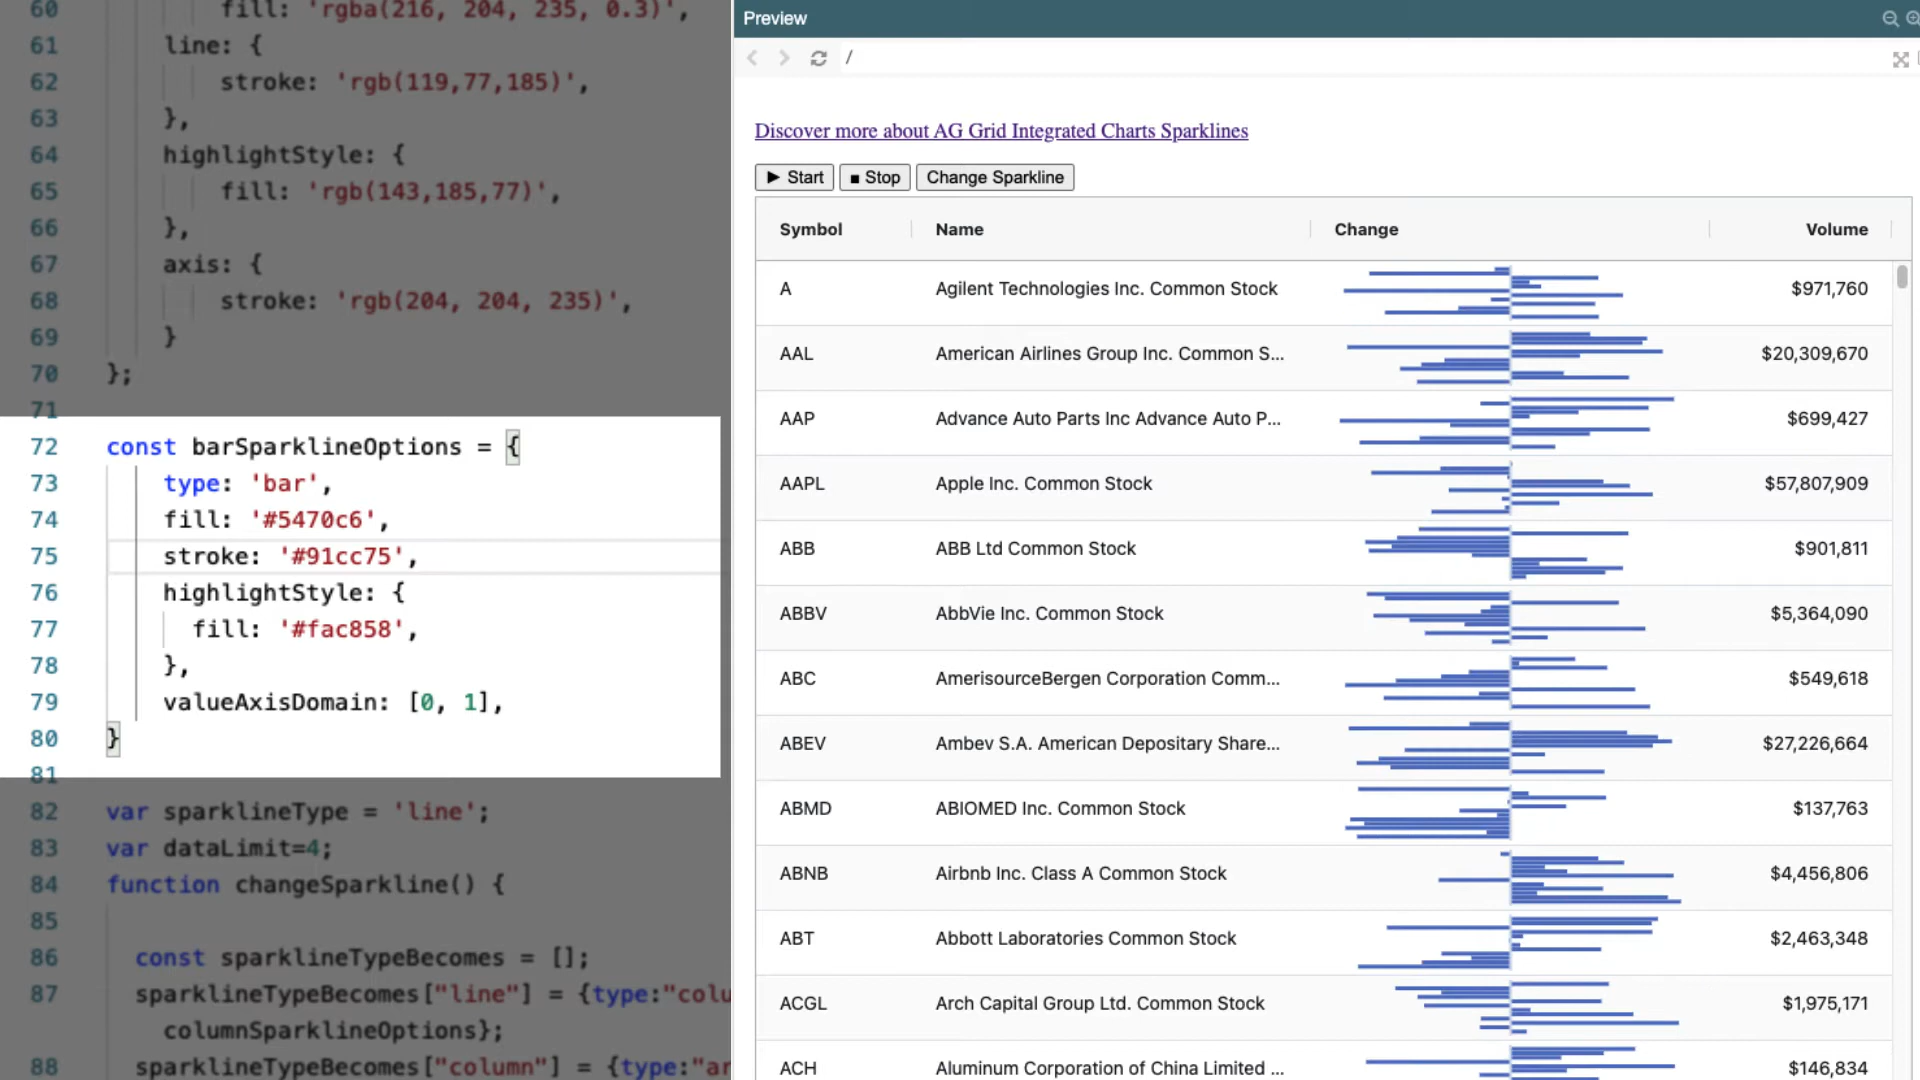 60 fill: 'rgba(216, 204, 235, 0.3)',
61 line: {
62 stroke: 'rgb(119,77,185)',
63 },
64 highlightStyle: {
65 fill: 'rgb(143,185,77)',
66 },
67 axis: {
68 stroke: 'rgb(204, 204, 235)',
69 }
70 };
71
72 const barSparklineOptions = {
73 type: 'bar',
74 fill: '#5470c6',
75 stroke: '#91cc75',
76 highlightStyle: {
77 fill: '#fac858',
78 },
79 valueAxisDomain: [0, 1],
80 }
81
82 var sparklineType = 'line';
83 var dataLimit=4;
84 function changeSparkline() {
85
86 const sparklineTypeBecomes = [];
87 sparklineTypeBecomes["line"] = {type:"colu
columnSparklineOptions};
88 sparklineTypeBecomes["column"] = {type:"ar
Preview
/
Discover more about AG Grid Integrated Charts Sparklines
▶ Start ■ Stop Change Sparkline
Symbol Name Change Volume
A Agilent Technologies Inc. Common Stock $971,760
AAL American Airlines Group Inc. Common S... $20,309,670
AAP Advance Auto Parts Inc Advance Auto P... $699,427
AAPL Apple Inc. Common Stock $57,807,909
ABB ABB Ltd Common Stock $901,811
ABBV AbbVie Inc. Common Stock $5,364,090
ABC AmerisourceBergen Corporation Comm... $549,618
ABEV Ambev S.A. American Depositary Share... $27,226,664
ABMD ABIOMED Inc. Common Stock $137,763
ABNB Airbnb Inc. Class A Common Stock $4,456,806
ABT Abbott Laboratories Common Stock $2,463,348
ACGL Arch Capital Group Ltd. Common Stock $1,975,171
ACH Aluminum Corporation of China Limited ... $146,834